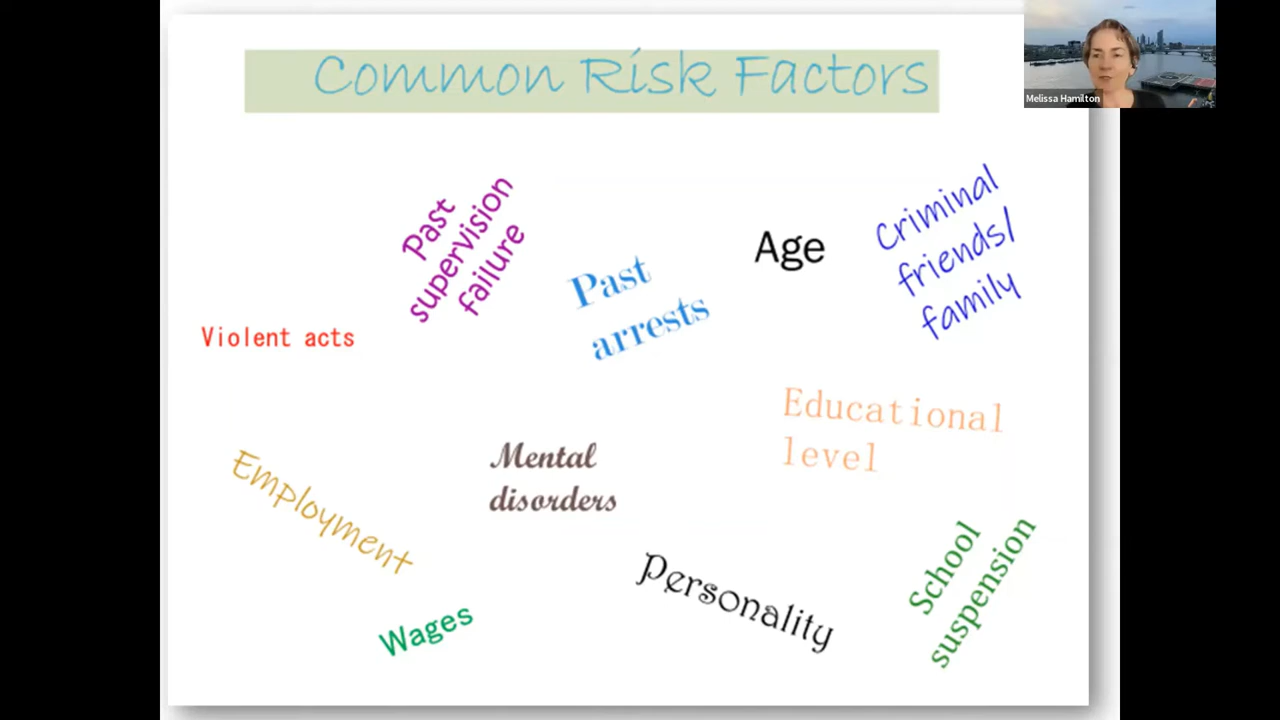 Common Risk Factors
Melissa Hamilton
Past
supervision
failure
Past
arrests
Age
Criminal
friends/
family
Violent acts
Educational
level
Employment
Mental
disorders
Personality
School
suspension
Wages